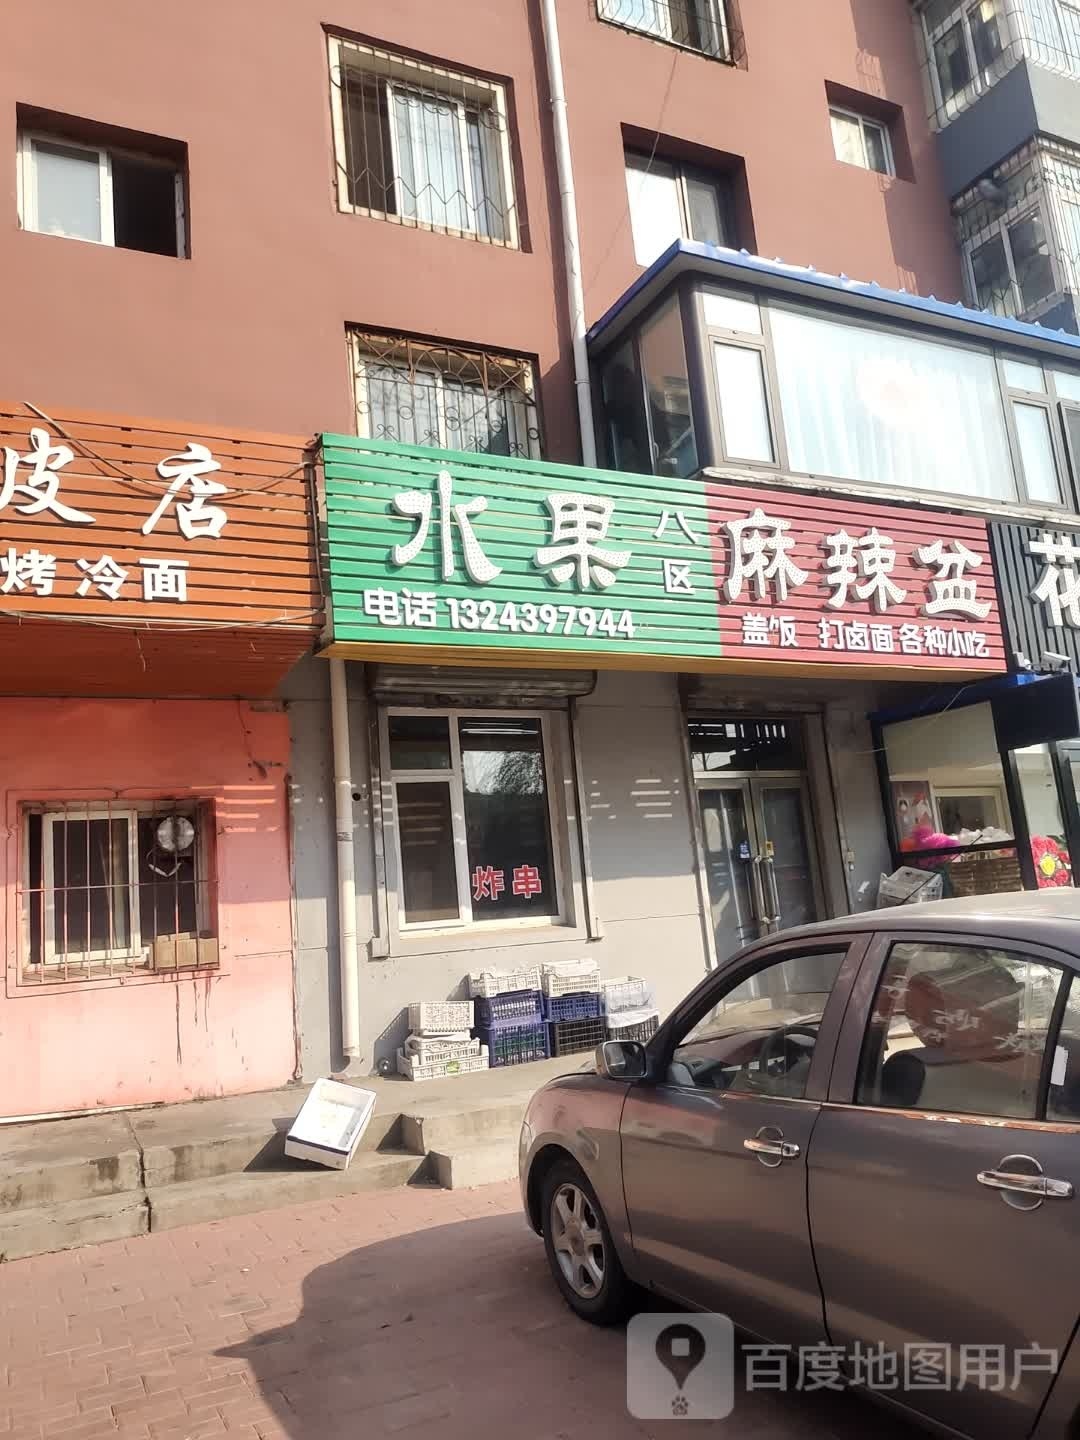 皮店
烤冷面
水果
八区
电话 1324397944
麻辣盆
盖饭 打卤面 各种小吃
花
炸串
百度地图用户